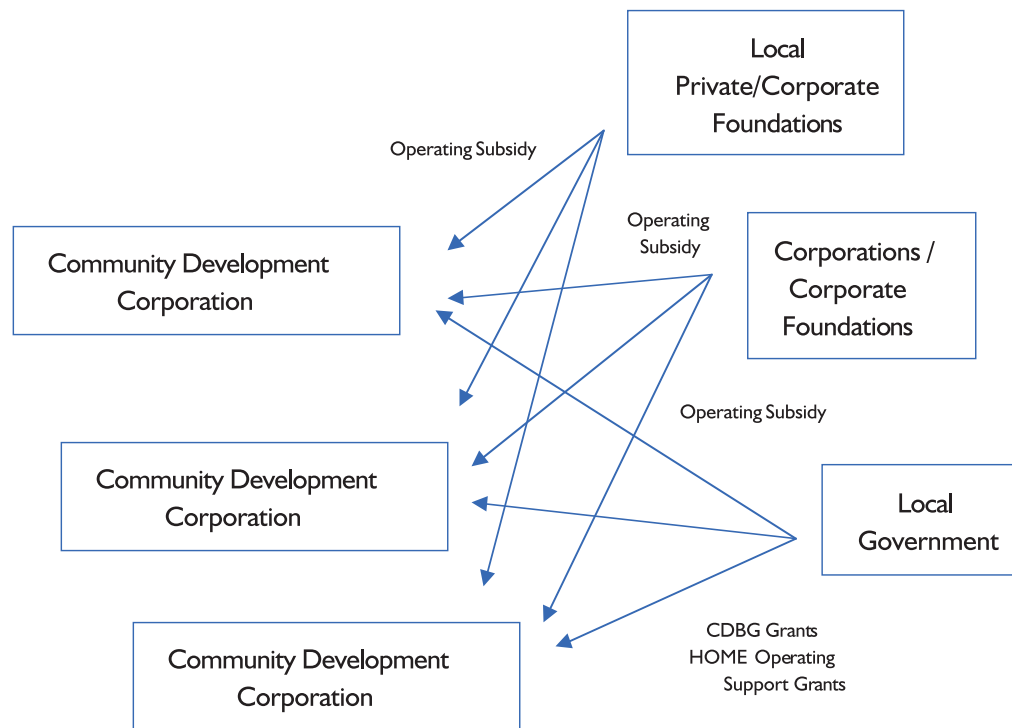 Local
Private/Corporate
Foundations
Operating Subsidy
Operating
Subsidy
Corporations /
Corporate
Foundations
Community Development
Corporation
Operating Subsidy
Community Development
Corporation
Local
Government
CDBG Grants
HOME Operating
Support Grants
Community Development
Corporation